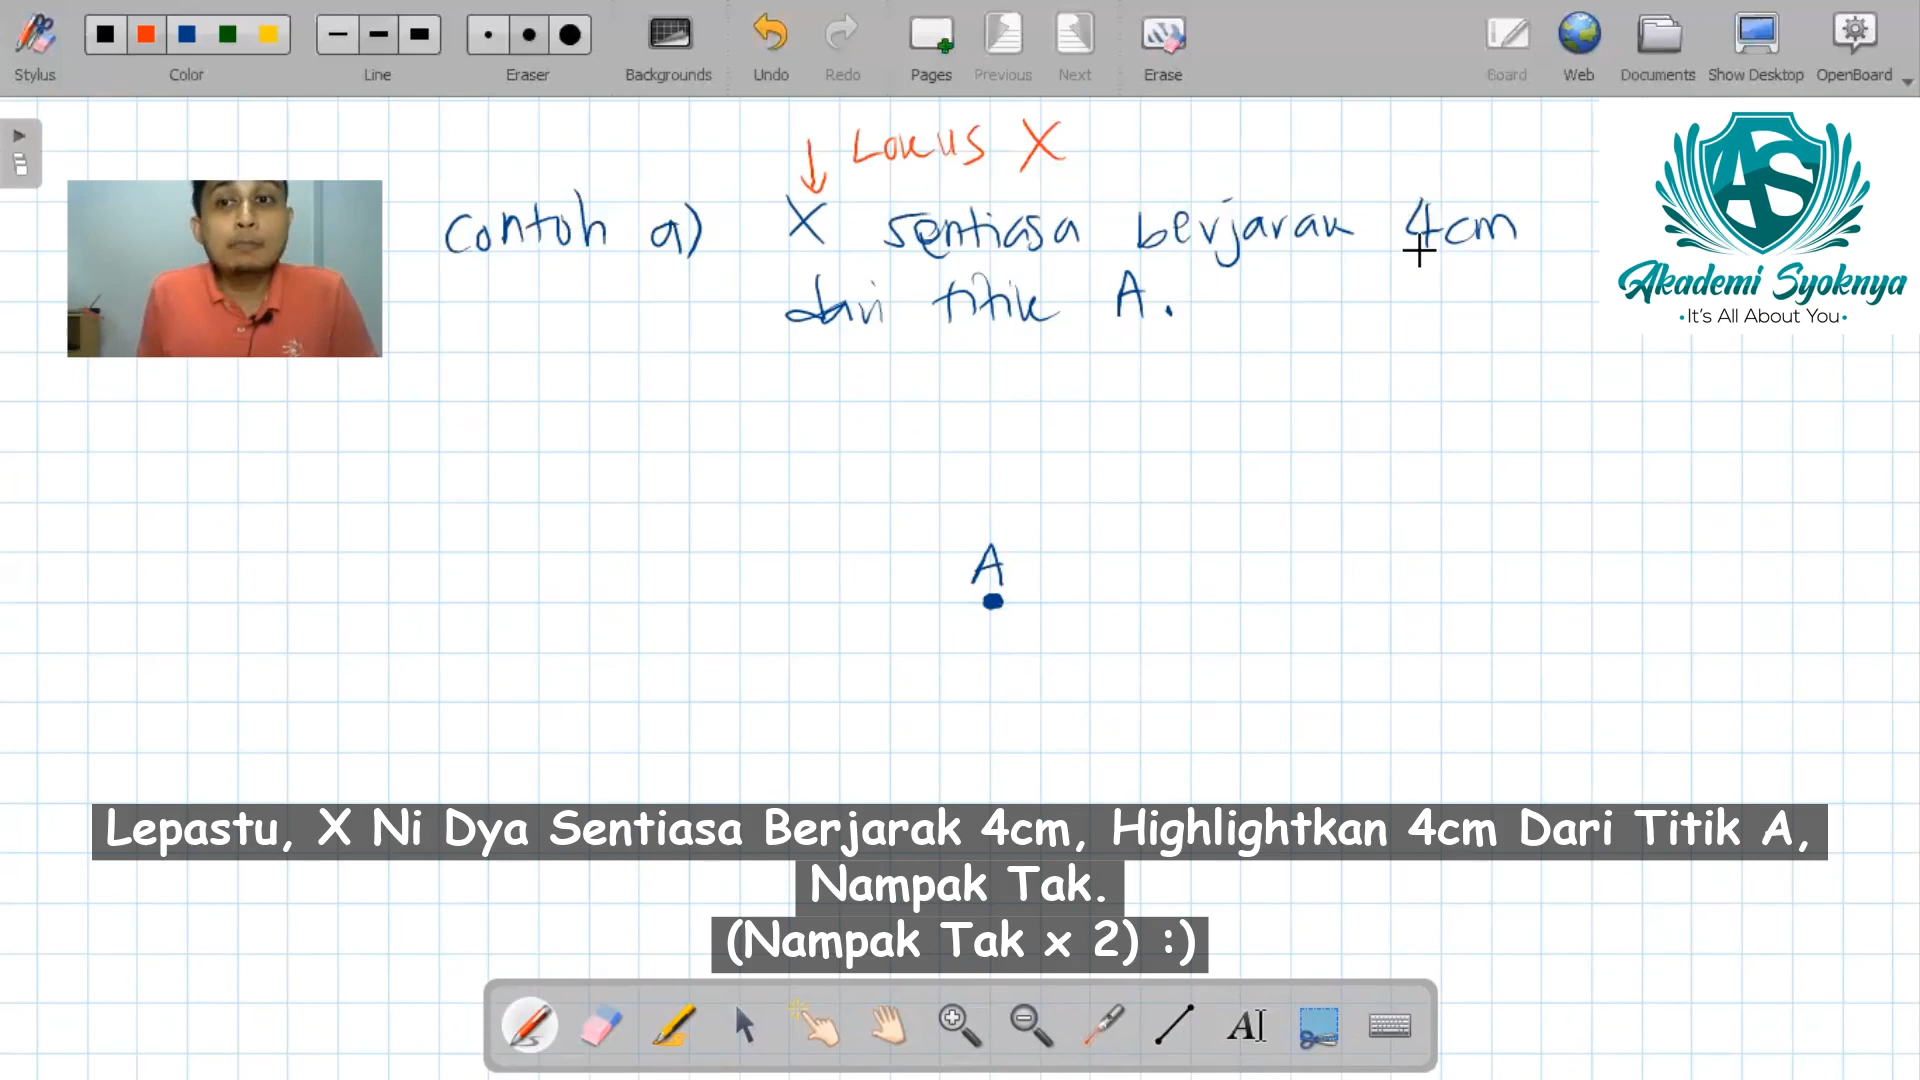 Stylus
Color
Line
Eraser
Backgrounds
Undo
Redo
Pages
Previous
Next
Erase
Board
Web
Documents
Show Desktop
OpenBoard
Lokus X
Contoh a) X sentiasa berjarak 4cm
dari titik A.
AS
Akademi Syoknya
•It's All About You•
A
Lepastu, X Ni Dya Sentiasa Berjarak 4cm, Highlightkan 4cm Dari Titik A,
Nampak Tak.
(Nampak Tak x 2) :)